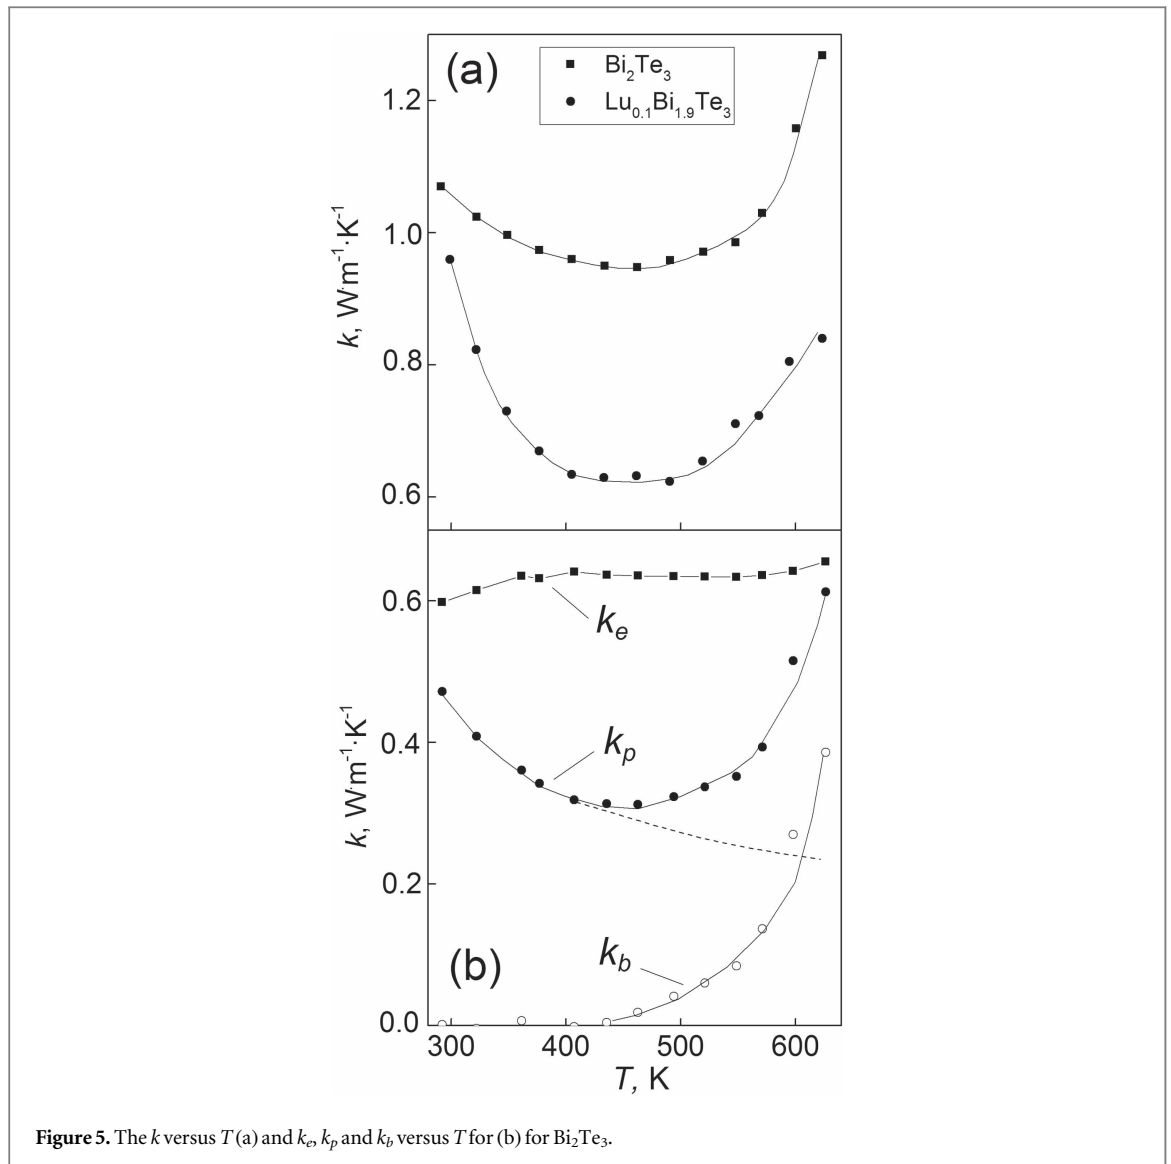 (a)
Bi₂Te₃
Lu₀.₁Bi₁.₉Te₃
1.2
1.0
0.8
0.6
k, W·m⁻¹·K⁻¹
0.6
0.4
0.2
0.0
k, W·m⁻¹·K⁻¹
kₑ
kₚ
k_b
(b)
300 400 500 600
T, K
Figure 5. The k versus T (a) and kₑ, kₚ and k_b versus T for (b) for Bi₂Te₃.